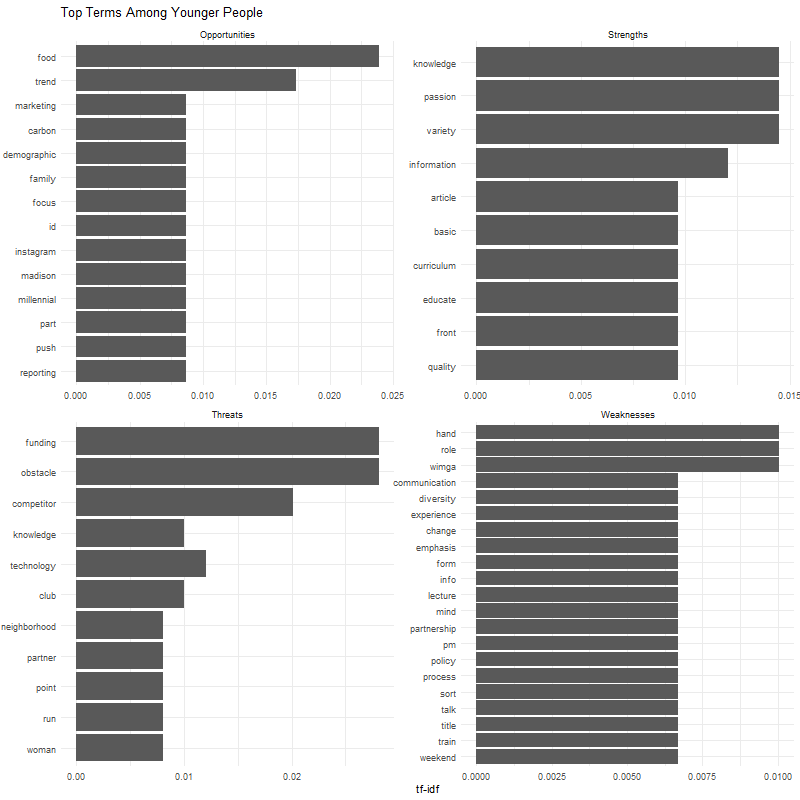 Top Terms Among Younger People
Opportunities
food
trend
marketing
carbon
demographic
family
focus
id
instagram
madison
millennial
part
push
reporting
0.000 0.005 0.010 0.015 0.020 0.025
Strengths
knowledge
passion
variety
information
article
basic
curriculum
educate
front
quality
0.000 0.005 0.010 0.015
Threats
funding
obstacle
competitor
knowledge
technology
club
neighborhood
partner
point
run
woman
0.00 0.01 0.02
Weaknesses
hand
role
wimga
communication
diversity
experience
change
emphasis
form
info
lecture
mind
partnership
pm
policy
process
sort
talk
title
train
weekend
0.0000 0.0025 0.0050 0.0075 0.0100
tf-idf